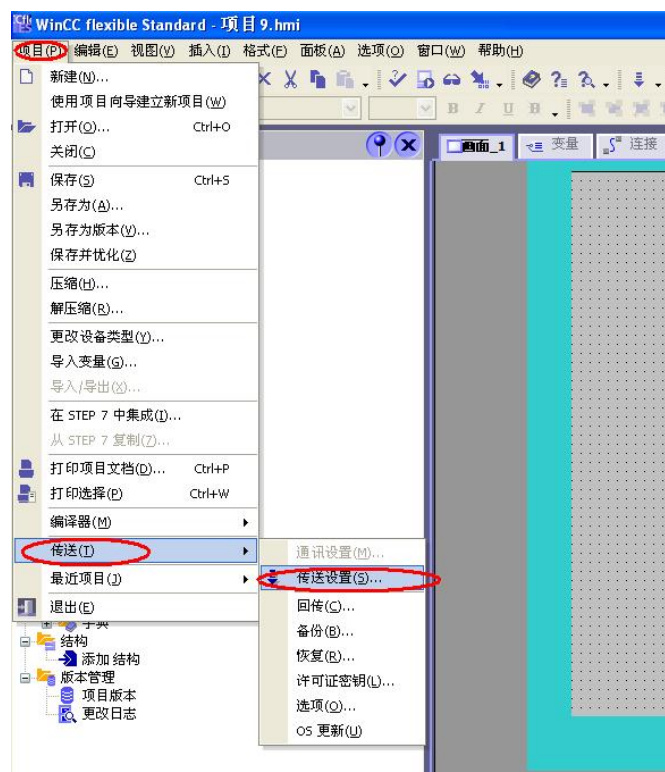 WinCC flexible Standard - 项目 9.hmi
项目(P) 编辑(E) 视图(V) 插入(I) 格式(F) 面板(A) 选项(O) 窗口(W) 帮助(H)
新建(N)...
使用项目向导建立新项目(W)
打开(O)... Ctrl+O
关闭(C)
保存(S) Ctrl+S
另存为(A)...
另存为版本(V)...
保存并优化(Z)
压缩(H)...
解压缩(R)...
更改设备类型(Y)...
导入变量(G)...
导入/导出(X)...
在 STEP 7 中集成(I)...
从 STEP 7 复制(Z)...
打印项目文档(D)... Ctrl+P
打印选择(P) Ctrl+W
编译器(M)
传送(T)
最近项目(J)
退出(E)
通讯设置(M)...
传送设置(S)...
回传(C)...
备份(B)...
恢复(R)...
许可证密钥(L)...
选项(O)...
OS 更新(U)
画面_1 变量 连接
B I U B
结构
添加 结构
版本管理
项目版本
更改日志